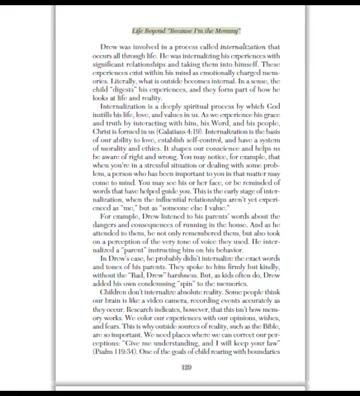 Life Beyond "Because I'm the Mommy"
Drew was involved in a process called internalization that
occurs all through life. He was internalizing his experiences with
significant relationships and taking them into himself. These
experiences exist within his mind as emotionally charged mem-
ories. Literally, what is outside becomes internal. In a sense, the
child "digests" his experiences, and they form part of how he
looks at life and reality.
Internalization is a deeply spiritual process by which God
instills his life, love, and values in us. As we experience his grace
and truth by interacting with him, his Word, and his people,
Christ is formed in us (Galatians 4:19). Internalization is the basis
of our ability to love, establish self-control, and have a system
of morality and ethics. It shapes our conscience and helps us
be aware of right and wrong. You may notice, for example, that
when you're in a stressful situation or dealing with some prob-
lem, a person who has been important to you in that matter may
come to mind. You may see his or her face, or be reminded
of words that have helped guide you. This is the early stage of inter-
nalization, when the influential relationships aren't yet experi-
enced as "me," but as "someone else I value."
For example, Drew listened to his parents' words about the
dangers and consequences of running in the house. And as he
attended to them, he not only remembered them, but also took
on a perception of the very tone of voice they used. He inter-
nalized a "parent" instructing him on his behavior.
In Drew's case, he probably didn't internalize the exact words
and tones of his parents. They spoke to him firmly but kindly,
without the "Bad, Drew" harshness. But, as kids often do, Drew
added his own condemning "spin" to the memories.
Children don't internalize absolute reality. Some people think
our brain is like a video camera, recording events accurately as
they occur. Research indicates, however, that this isn't how mem-
ory works. We color our experiences with our opinions, wishes,
and fears. This is why outside sources of reality, such as the Bible,
are so important. We need places where we can correct our per-
ceptions: "Give me understanding, and I will keep your law"
(Psalm 119:34). One of the goals of child rearing with boundaries
129